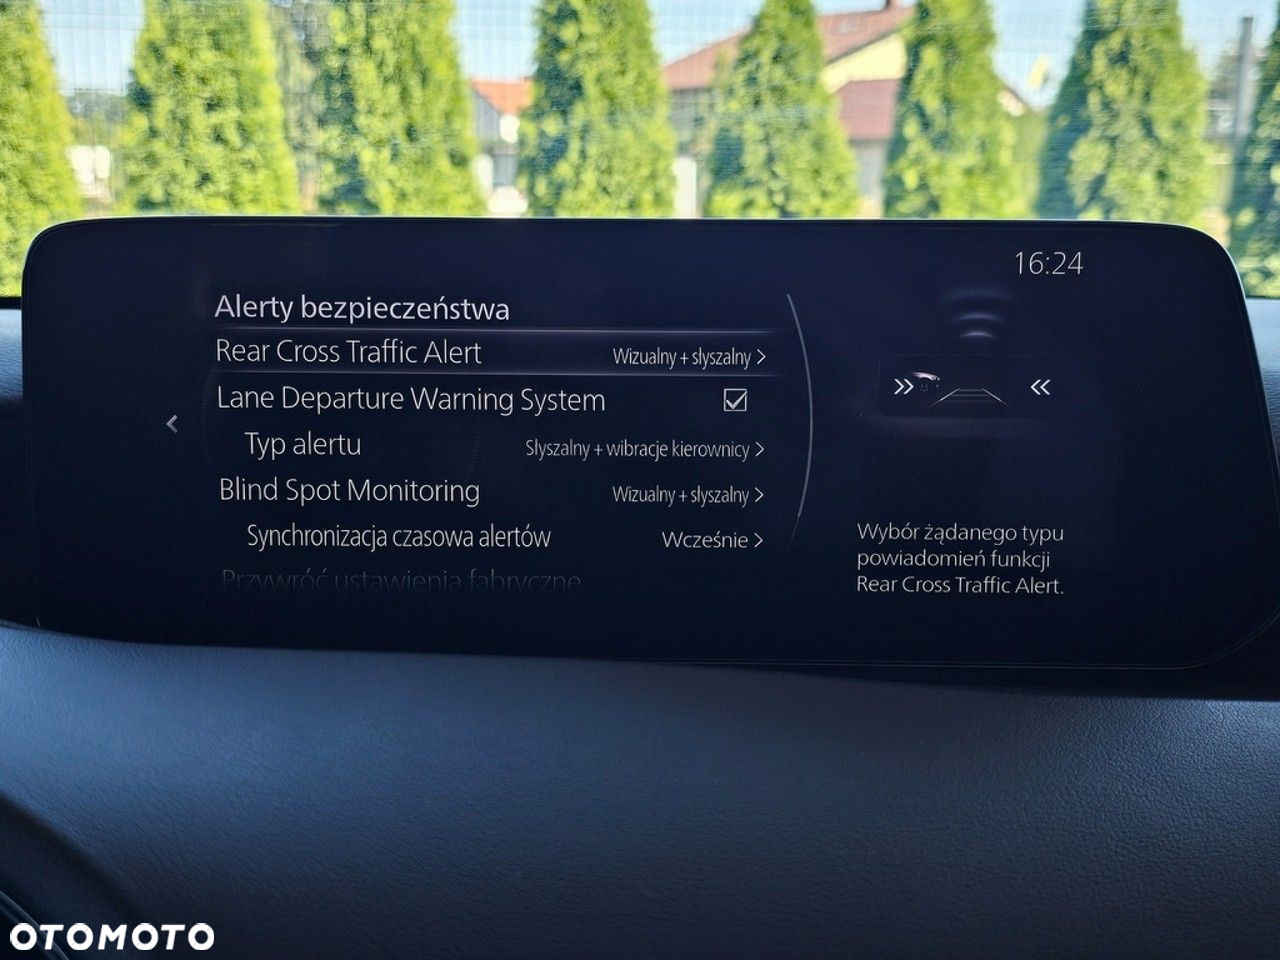 16:24
Alerty bezpieczeństwa
Rear Cross Traffic Alert Wizualny + słyszalny >
Lane Departure Warning System
Typ alertu Słyszalny + wibracje kierownicy >
Blind Spot Monitoring Wizualny + słyszalny >
Synchronizacja czasowa alertów Wcześnie >
Przywróć ustawienia fabryczne
Wybór żądanego typu
powiadomień funkcji
Rear Cross Traffic Alert.
OTOMOTO